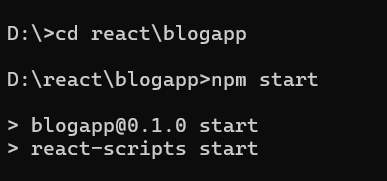 D:\>cd react\blogapp
D:\react\blogapp>npm start
> blogapp@0.1.0 start
> react-scripts start